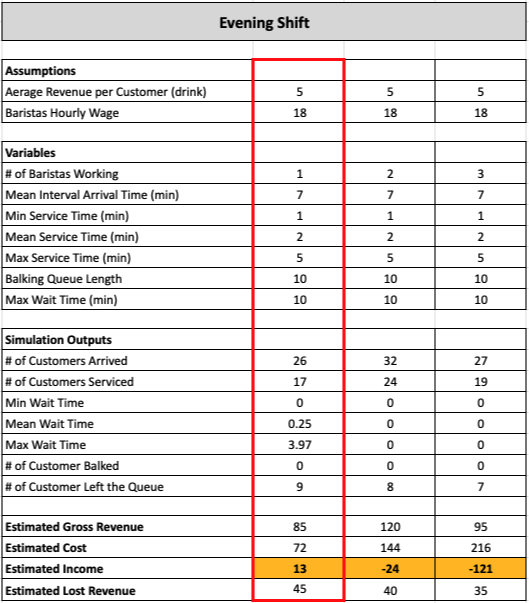 Evening Shift
Assumptions
Aerage Revenue per Customer (drink) 5 5 5
Baristas Hourly Wage 18 18 18
Variables
# of Baristas Working 1 2 3
Mean Interval Arrival Time (min) 7 7 7
Min Service Time (min) 1 1 1
Mean Service Time (min) 2 2 2
Max Service Time (min) 5 5 5
Balking Queue Length 10 10 10
Max Wait Time (min) 10 10 10
Simulation Outputs
# of Customers Arrived 26 32 27
# of Customers Serviced 17 24 19
Min Wait Time 0 0 0
Mean Wait Time 0.25 0 0
Max Wait Time 3.97 0 0
# of Customer Balked 0 0 0
# of Customer Left the Queue 9 8 7
Estimated Gross Revenue 85 120 95
Estimated Cost 72 144 216
Estimated Income 13 -24 -121
Estimated Lost Revenue 45 40 35